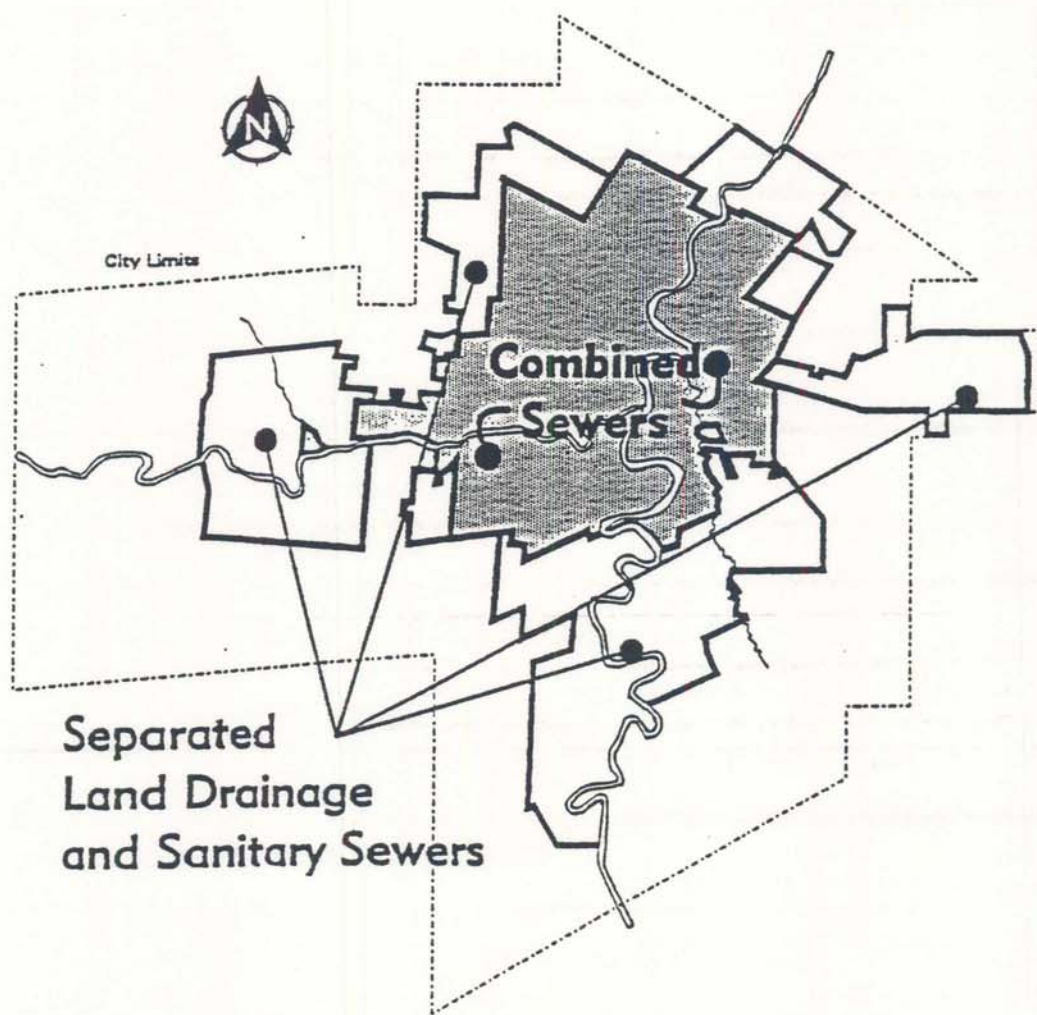 N
City Limits
Combined
Sewers
Separated
Land Drainage
and Sanitary Sewers